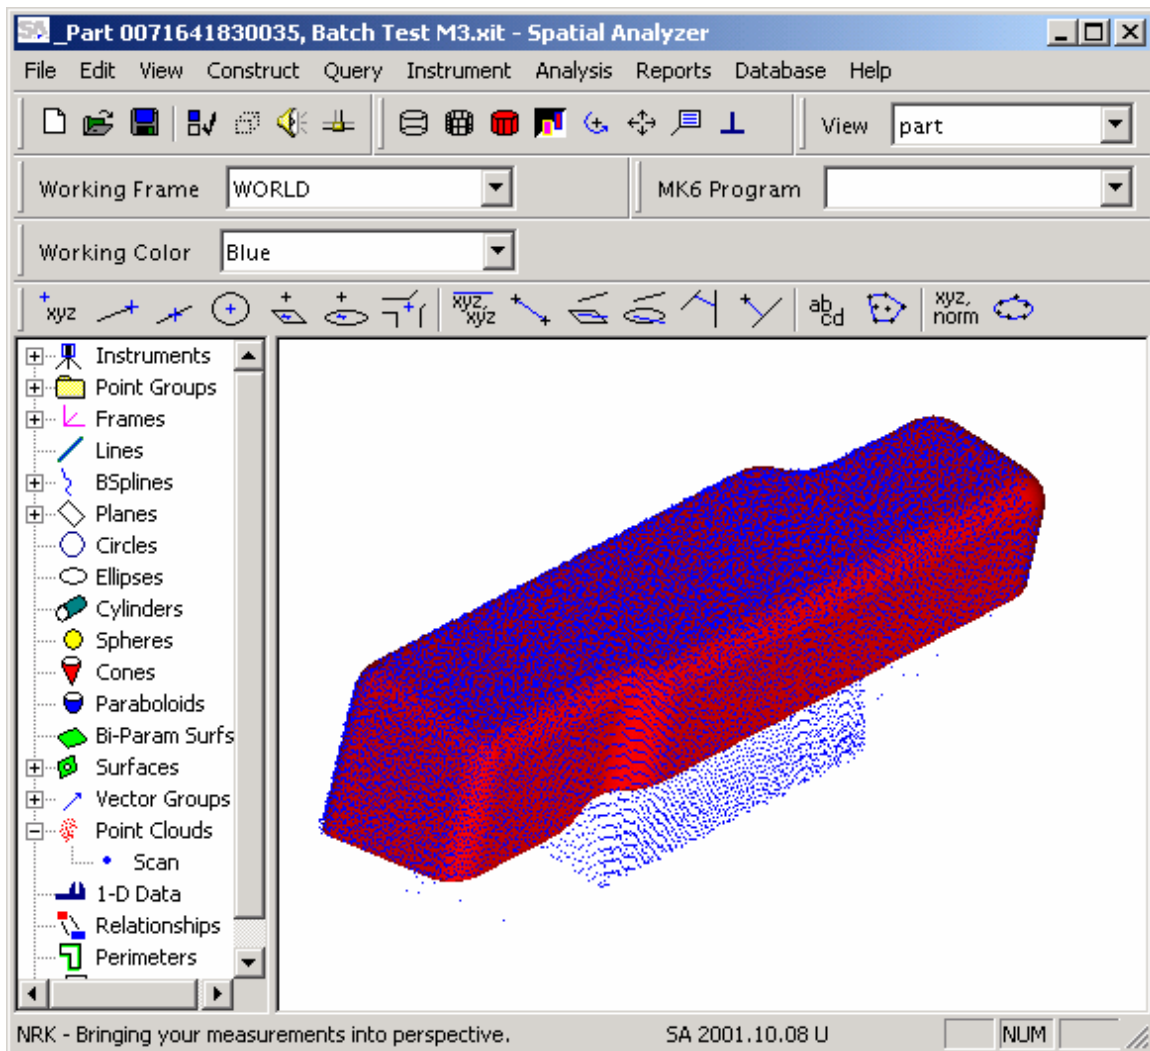 SA _Part 0071641830035, Batch Test M3.xit - Spatial Analyzer
File Edit View Construct Query Instrument Analysis Reports Database Help
View part
Working Frame WORLD MK6 Program
Working Color Blue
xyz xyz, xyz ab cd xyz, norm
Instruments
Point Groups
Frames
Lines
BSplines
Planes
Circles
Ellipses
Cylinders
Spheres
Cones
Paraboloids
Bi-Param Surfs
Surfaces
Vector Groups
Point Clouds
Scan
1-D Data
Relationships
Perimeters
NRK - Bringing your measurements into perspective. SA 2001.10.08 U NUM